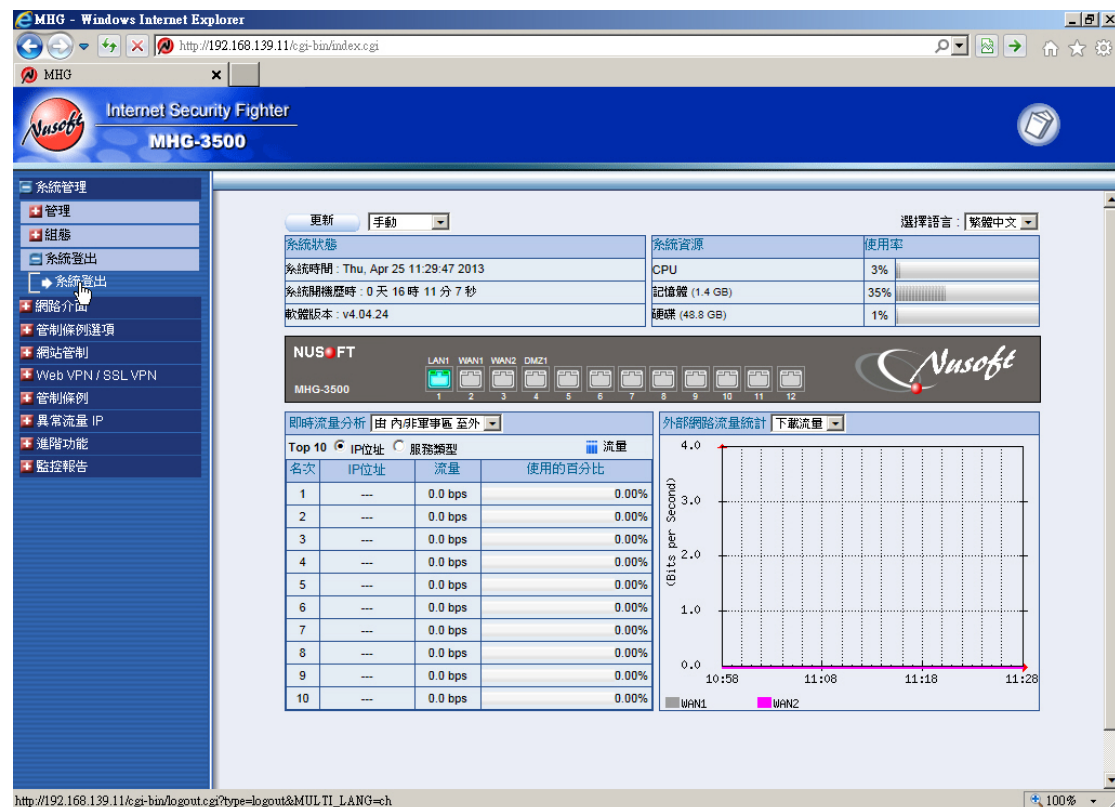 MHG - Windows Internet Explorer
http://192.168.139.11/cgi-bin/index.cgi
MHG
Nusoft
Internet Security Fighter
MHG-3500
系統管理
管理
組態
系統登出
系統登出
網路介面
管制條例選項
網站管制
Web VPN / SSL VPN
管制條例
異常流量 IP
進階功能
監控報告
更新 手動
選擇語言 : 繁體中文
系統狀態 系統資源 使用率
系統時間 : Thu, Apr 25 11:29:47 2013 CPU 3%
系統開機歷時 : 0 天 16 時 11 分 7 秒 記憶體 (1.4 GB) 35%
軟體版本 : v4.04.24 硬碟 (48.8 GB) 1%
NUSOFT
MHG-3500
LAN1 WAN1 WAN2 DMZ1
1 2 3 4 5 6 7 8 9 10 11 12
Nusoft
即時流量分析 由 內/非軍事區 至外
Top 10 IP位址 服務類型 流量
名次 IP位址 流量 使用的百分比
1 --- 0.0 bps 0.00%
2 --- 0.0 bps 0.00%
3 --- 0.0 bps 0.00%
4 --- 0.0 bps 0.00%
5 --- 0.0 bps 0.00%
6 --- 0.0 bps 0.00%
7 --- 0.0 bps 0.00%
8 --- 0.0 bps 0.00%
9 --- 0.0 bps 0.00%
10 --- 0.0 bps 0.00%
外部網路流量統計 下載流量
(Bits per Second)
4.0
3.0
2.0
1.0
0.0
10:58 11:08 11:18 11:28
WAN1 WAN2
http://192.168.139.11/cgi-bin/logout.cgi?type=logout&MULTI_LANG=ch
100%